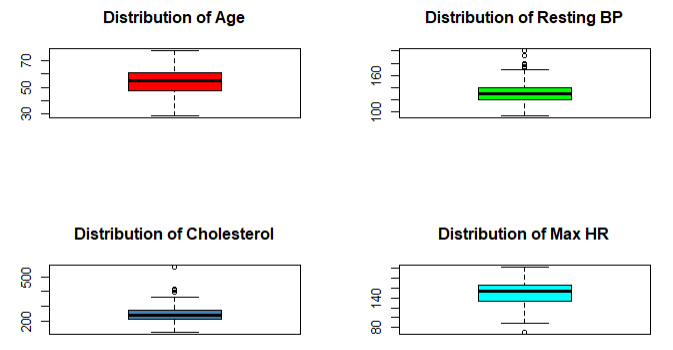 Distribution of Age
30 50 70
Distribution of Resting BP
100 160
Distribution of Cholesterol
200 500
Distribution of Max HR
80 140